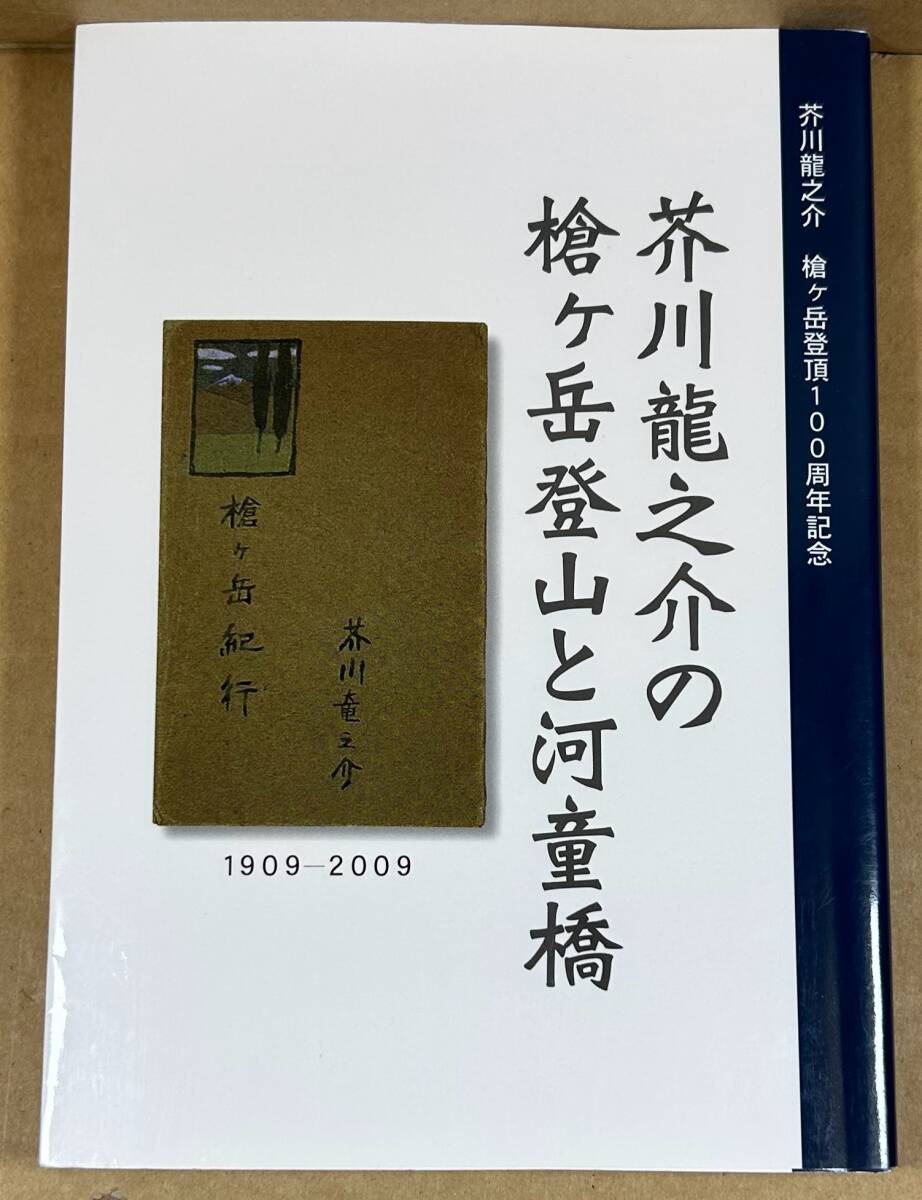 芥川龍之介　槍ヶ岳登頂100周年記念
芥川龍之介の
槍ヶ岳登山と河童橋
芥川竜之介
槍ヶ岳紀行
1909―2009